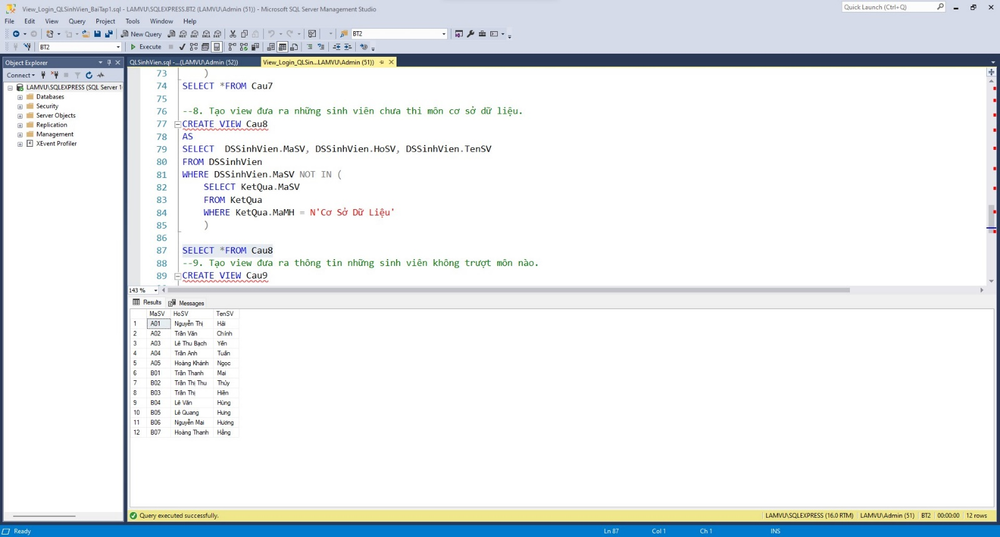 View_Login_QLSinhVien_BaiTap1.sql - LAMVU\SQLEXPRESS.BT2 (LAMVU\Admin (51)) - Microsoft SQL Server Management Studio
Quick Launch (Ctrl+Q)
File Edit View Query Project Tools Window Help
New Query
BT2
BT2
Execute
Object Explorer
QLSinhVien.sql -...(LAMVU\Admin (52))
View_Login_QLSin...LAMVU\Admin (51))
Connect
LAMVU\SQLEXPRESS (SQL Server 1
Databases
Security
Server Objects
Replication
Management
XEvent Profiler
73 )
74 SELECT *FROM Cau7
75
76 --8. Tạo view đưa ra những sinh viên chưa thi môn cơ sở dữ liệu.
77 CREATE VIEW Cau8
78 AS
79 SELECT DSSinhVien.MaSV, DSSinhVien.HoSV, DSSinhVien.TenSV
80 FROM DSSinhVien
81 WHERE DSSinhVien.MaSV NOT IN (
82 SELECT KetQua.MaSV
83 FROM KetQua
84 WHERE KetQua.MaMH = N'Cơ Sở Dữ Liệu'
85 )
86
87 SELECT *FROM Cau8
88 --9. Tạo view đưa ra thông tin những sinh viên không trượt môn nào.
89 CREATE VIEW Cau9
143 %
Results Messages
MaSV HoSV TenSV
1 A01 Nguyễn Thị Hải
2 A02 Trần Văn Chính
3 A03 Lê Thu Bạch Yến
4 A04 Trần Anh Tuấn
5 A05 Hoàng Khánh Ngọc
6 B01 Trần Thanh Mai
7 B02 Trần Thị Thu Thủy
8 B03 Trần Thị Hiền
9 B04 Lê Văn Hùng
10 B05 Lê Quang Hưng
11 B06 Nguyễn Mai Hương
12 B07 Hoàng Thanh Hằng
Query executed successfully.
LAMVU\SQLEXPRESS (16.0 RTM) LAMVU\Admin (51) BT2 00:00:00 12 rows
Ready Ln 87 Col 1 Ch 1 INS